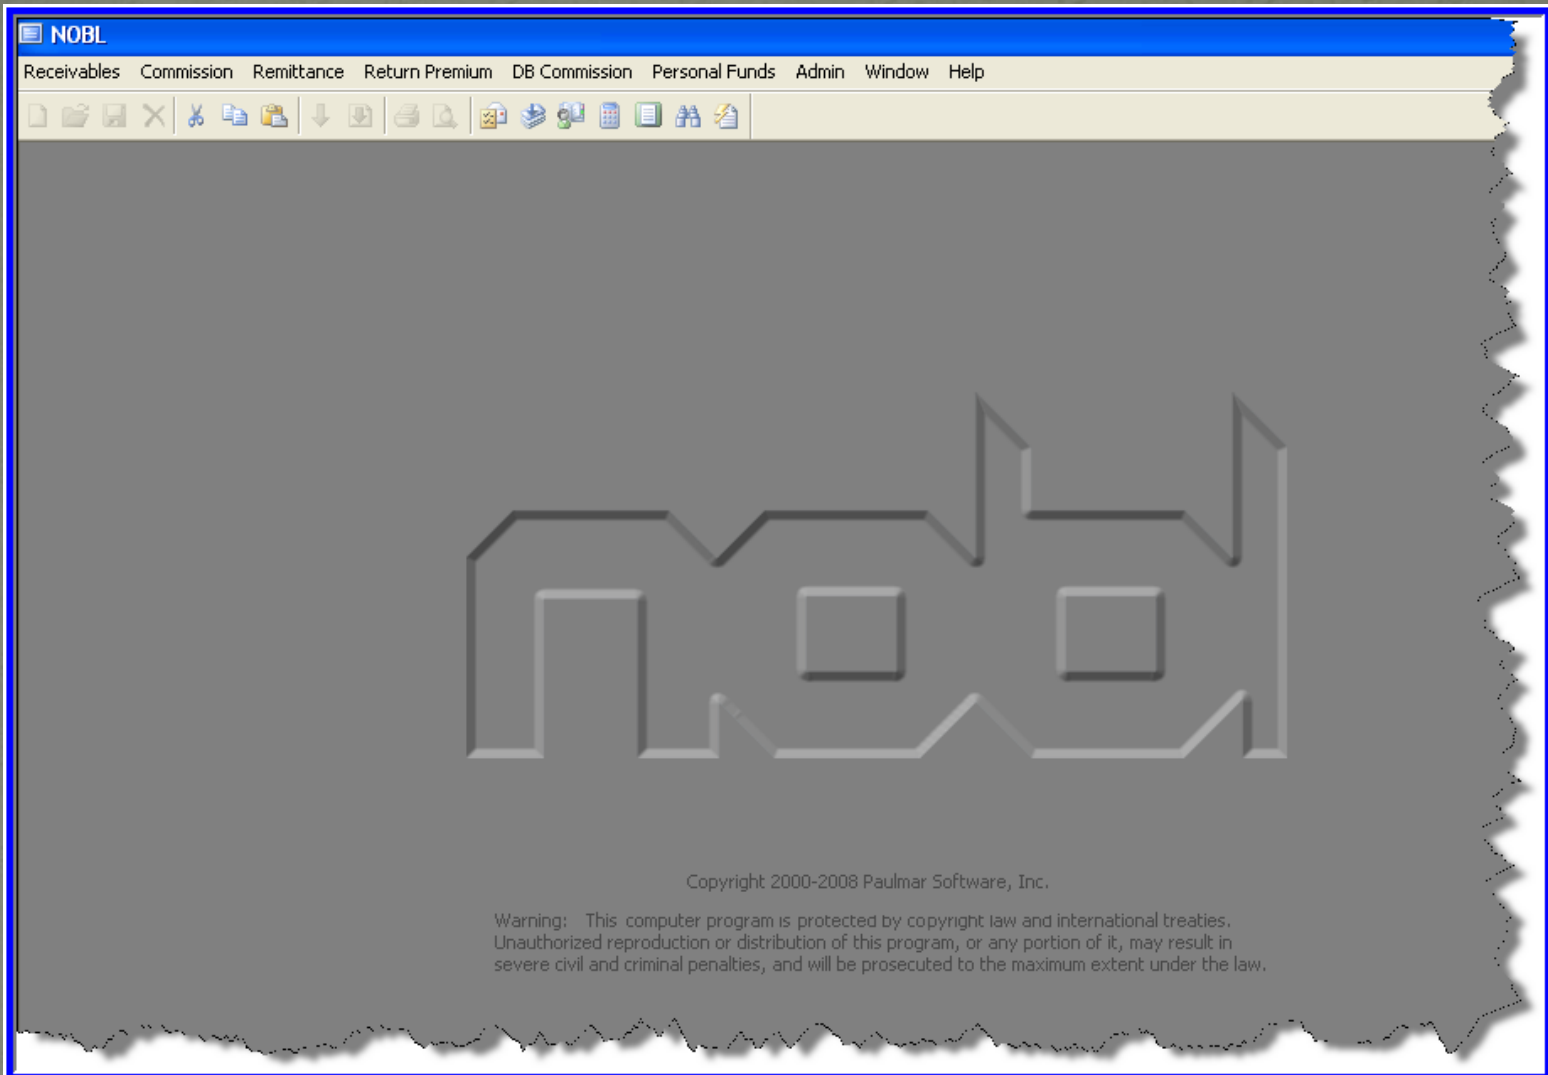 NOBL
Receivables Commission Remittance Return Premium DB Commission Personal Funds Admin Window Help
nobl
Copyright 2000-2008 Paulmar Software, Inc.
Warning: This computer program is protected by copyright law and international treaties.
Unauthorized reproduction or distribution of this program, or any portion of it, may result in
severe civil and criminal penalties, and will be prosecuted to the maximum extent under the law.